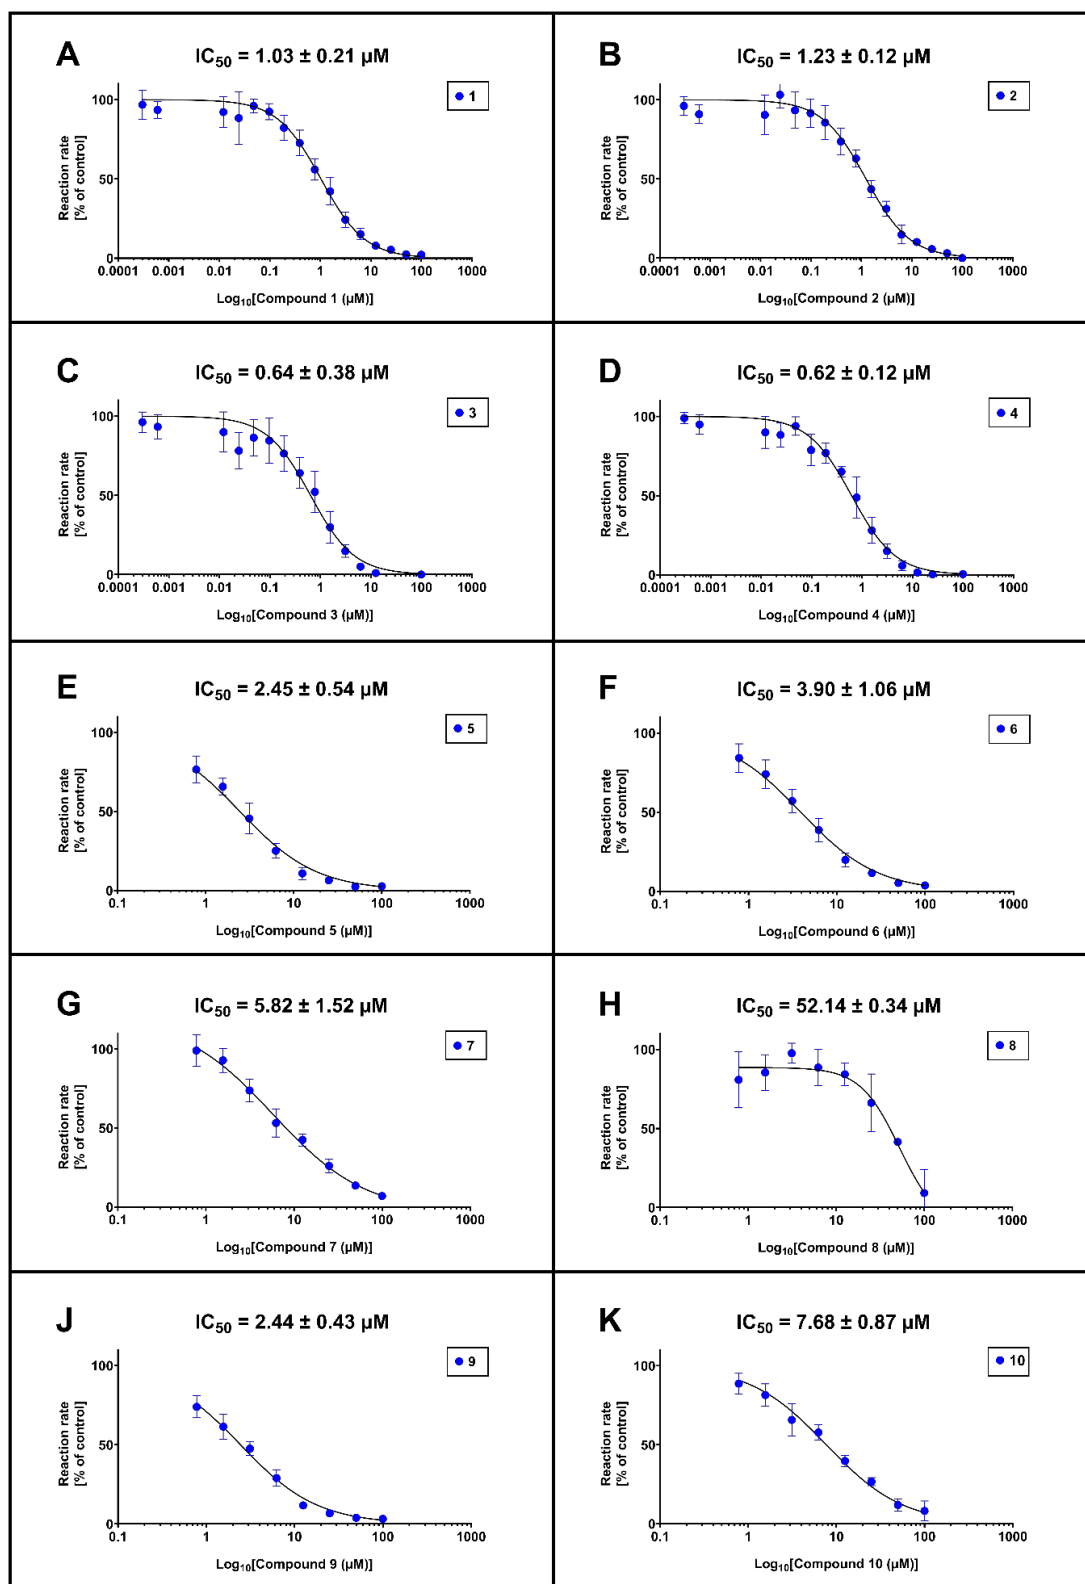 A
IC50 = 1.03 ± 0.21 µM
1
Reaction rate
[% of control]
100
50
0
0.0001 0.001 0.01 0.1 1 10 100 1000
Log10[Compound 1 (µM)]
B
IC50 = 1.23 ± 0.12 µM
2
Reaction rate
[% of control]
100
50
0
0.0001 0.001 0.01 0.1 1 10 100 1000
Log10[Compound 2 (µM)]
C
IC50 = 0.64 ± 0.38 µM
3
Reaction rate
[% of control]
100
50
0
0.0001 0.001 0.01 0.1 1 10 100 1000
Log10[Compound 3 (µM)]
D
IC50 = 0.62 ± 0.12 µM
4
Reaction rate
[% of control]
100
50
0
0.0001 0.001 0.01 0.1 1 10 100 1000
Log10[Compound 4 (µM)]
E
IC50 = 2.45 ± 0.54 µM
5
Reaction rate
[% of control]
100
50
0
0.1 1 10 100 1000
Log10[Compound 5 (µM)]
F
IC50 = 3.90 ± 1.06 µM
6
Reaction rate
[% of control]
100
50
0
0.1 1 10 100 1000
Log10[Compound 6 (µM)]
G
IC50 = 5.82 ± 1.52 µM
7
Reaction rate
[% of control]
100
50
0
0.1 1 10 100 1000
Log10[Compound 7 (µM)]
H
IC50 = 52.14 ± 0.34 µM
8
Reaction rate
[% of control]
100
50
0
0.1 1 10 100 1000
Log10[Compound 8 (µM)]
J
IC50 = 2.44 ± 0.43 µM
9
Reaction rate
[% of control]
100
50
0
0.1 1 10 100 1000
Log10[Compound 9 (µM)]
K
IC50 = 7.68 ± 0.87 µM
10
Reaction rate
[% of control]
100
50
0
0.1 1 10 100 1000
Log10[Compound 10 (µM)]